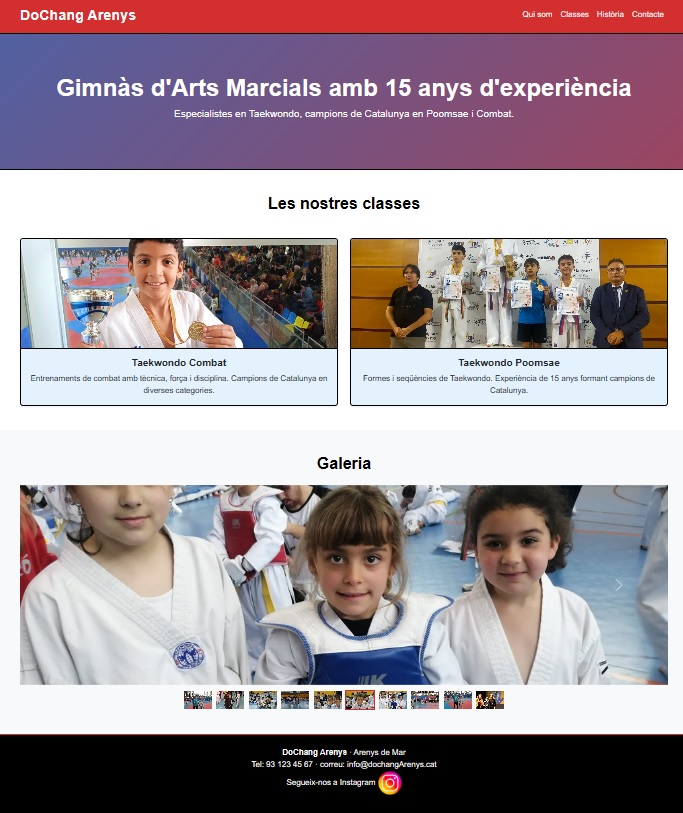 DoChang Arenys
Qui som Classes Història Contacte
Gimnàs d'Arts Marcials amb 15 anys d'experiència
Especialistes en Taekwondo, campions de Catalunya en Poomsae i Combat.
Les nostres classes
Taekwondo Combat
Entrenaments de combat amb tècnica, força i disciplina. Campions de Catalunya en
diverses categories.
Taekwondo Poomsae
Formes i seqüències de Taekwondo. Experiència de 15 anys formant campions de
Catalunya.
Galeria
DoChang Arenys · Arenys de Mar
Tel: 93 123 45 67 · correu: info@dochangArenys.cat
Segueix-nos a Instagram